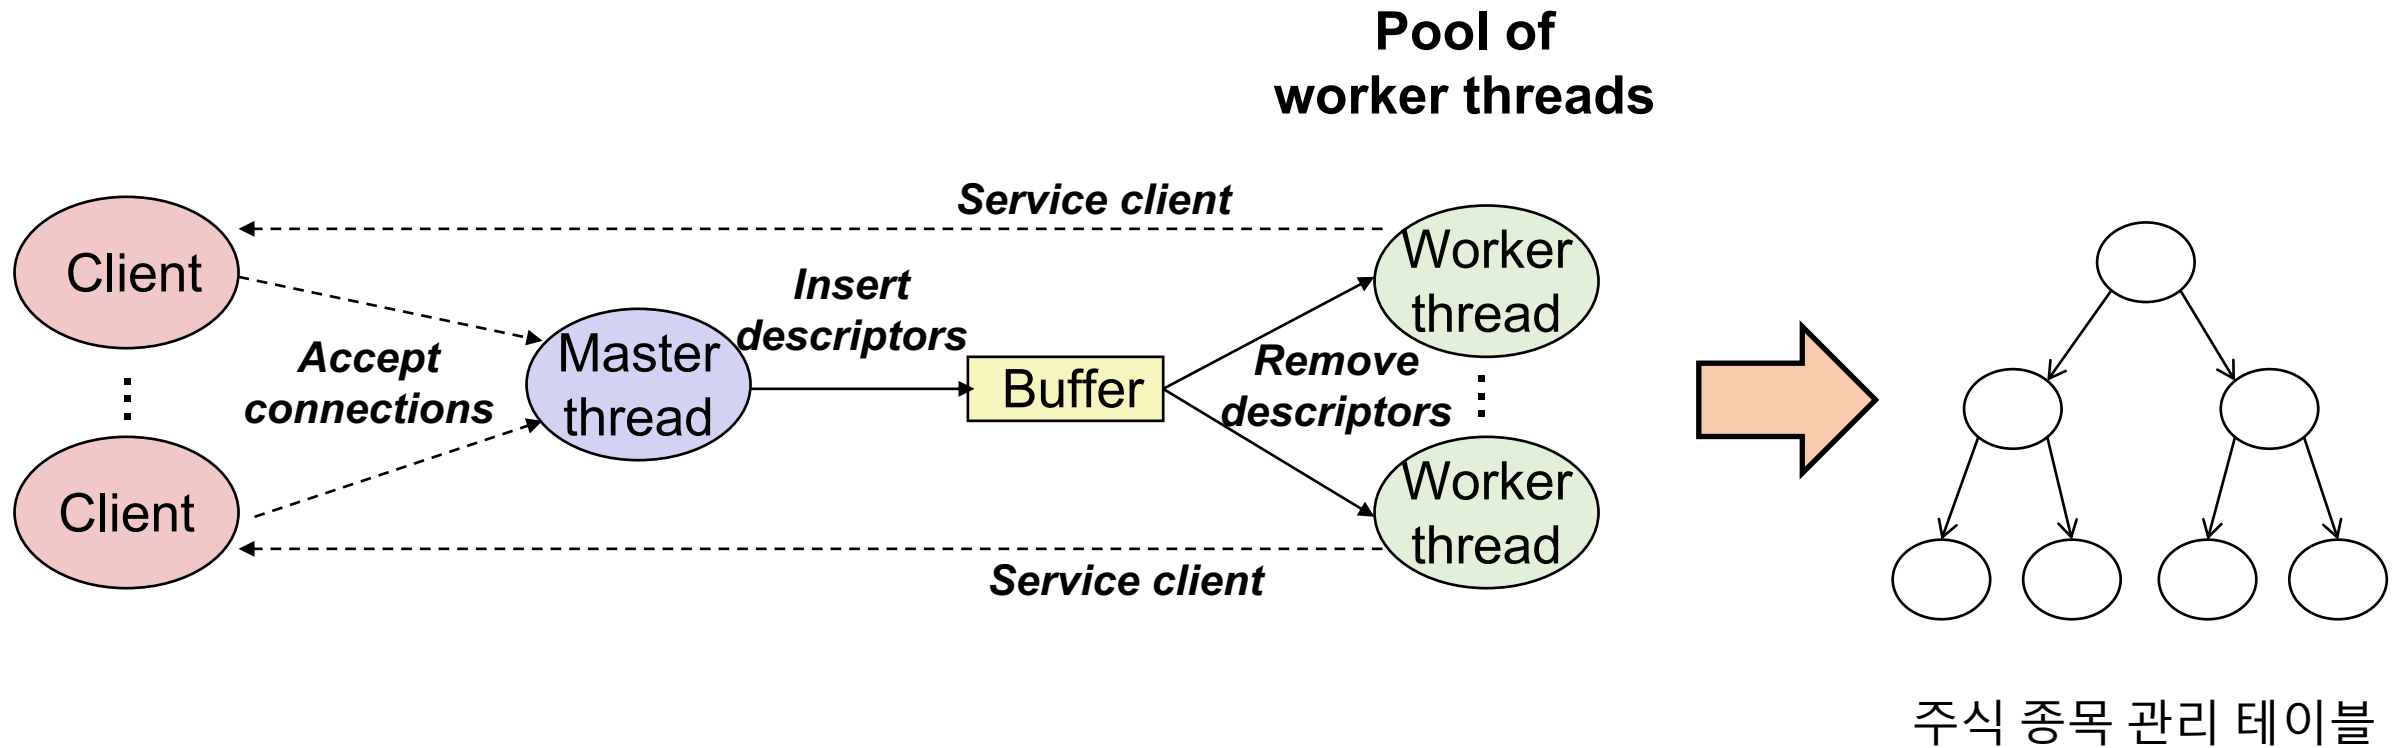 Pool of
worker threads
Service client
Client
Worker
thread
Insert
descriptors
Accept
connections
Master
thread
Buffer
Remove
descriptors
Client
Worker
thread
Service client
주식 종목 관리 테이블